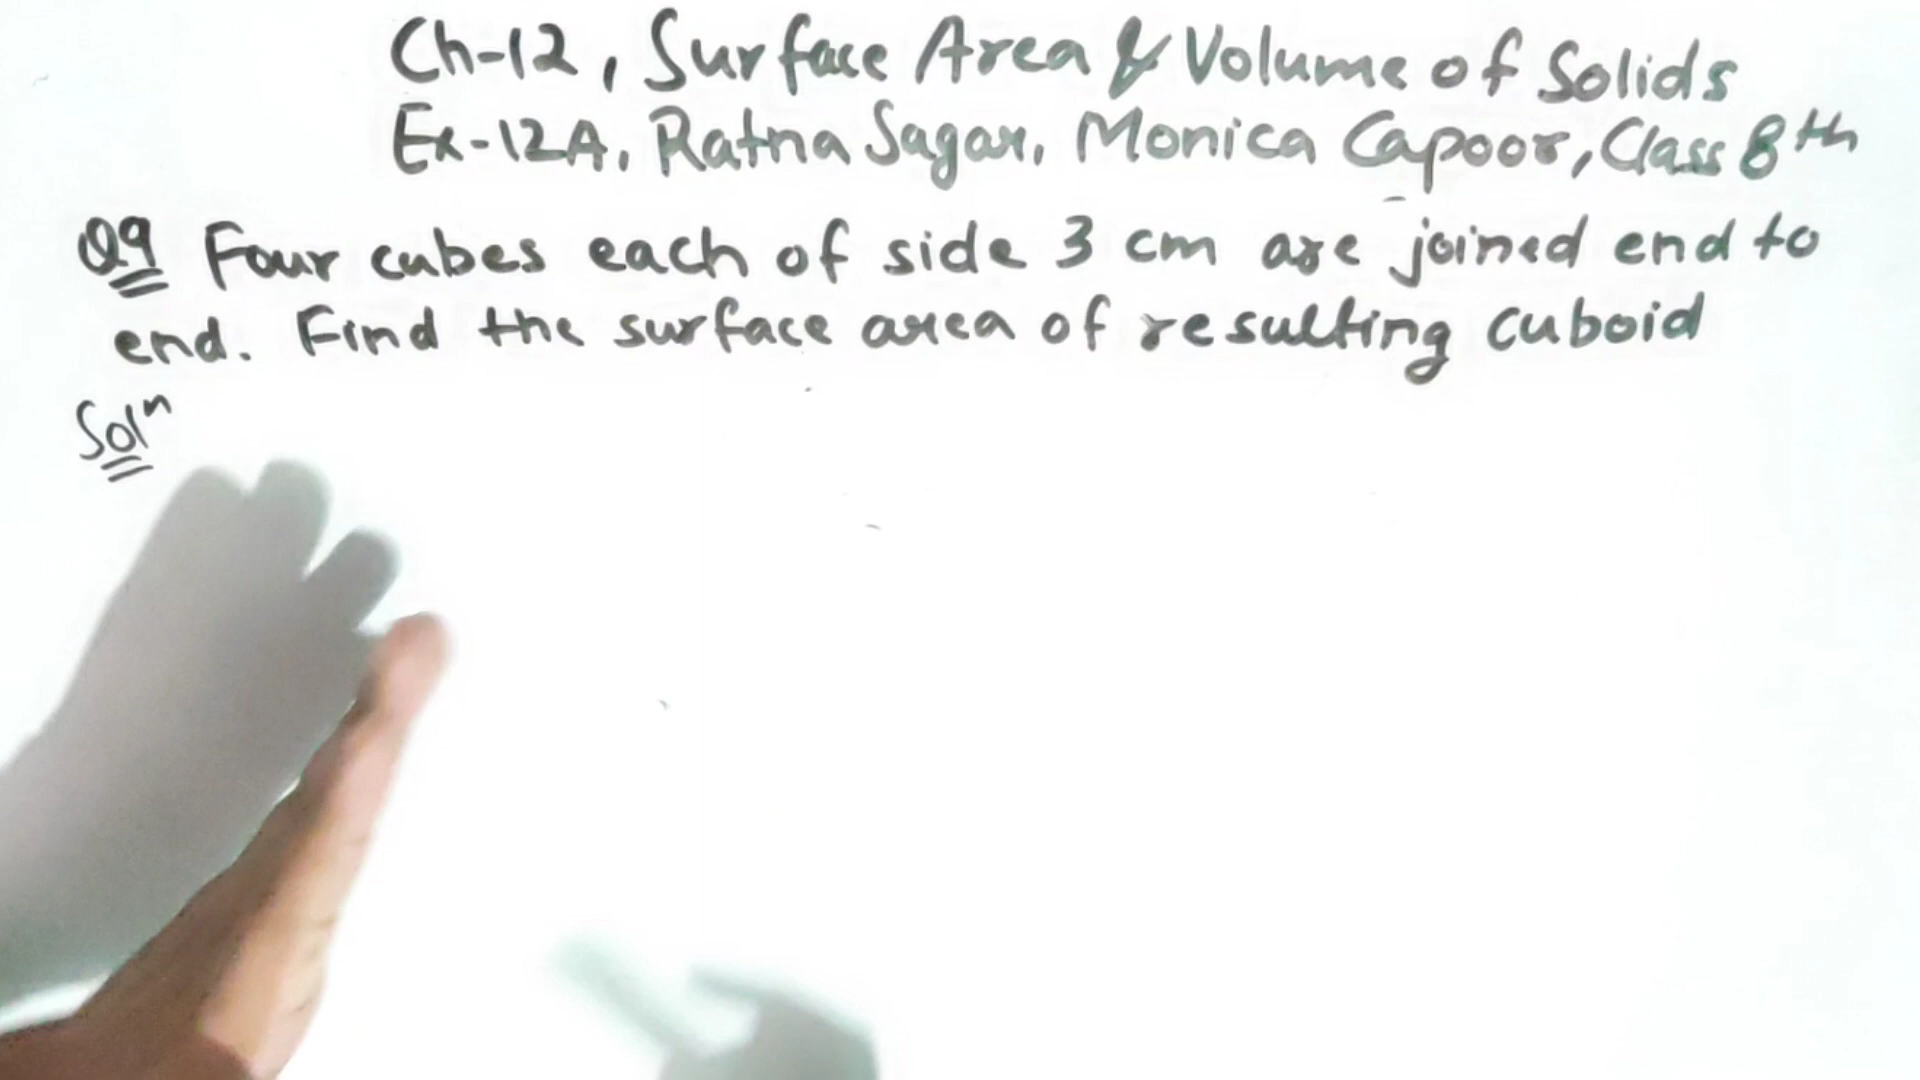 Ch-12, Surface Area & Volume of Solids
Ex-12A, Ratna Sagar, Monica Capoor, Class 8th
Q9 Four cubes each of side 3 cm are joined end to
end. Find the surface area of resulting cuboid
Solⁿ